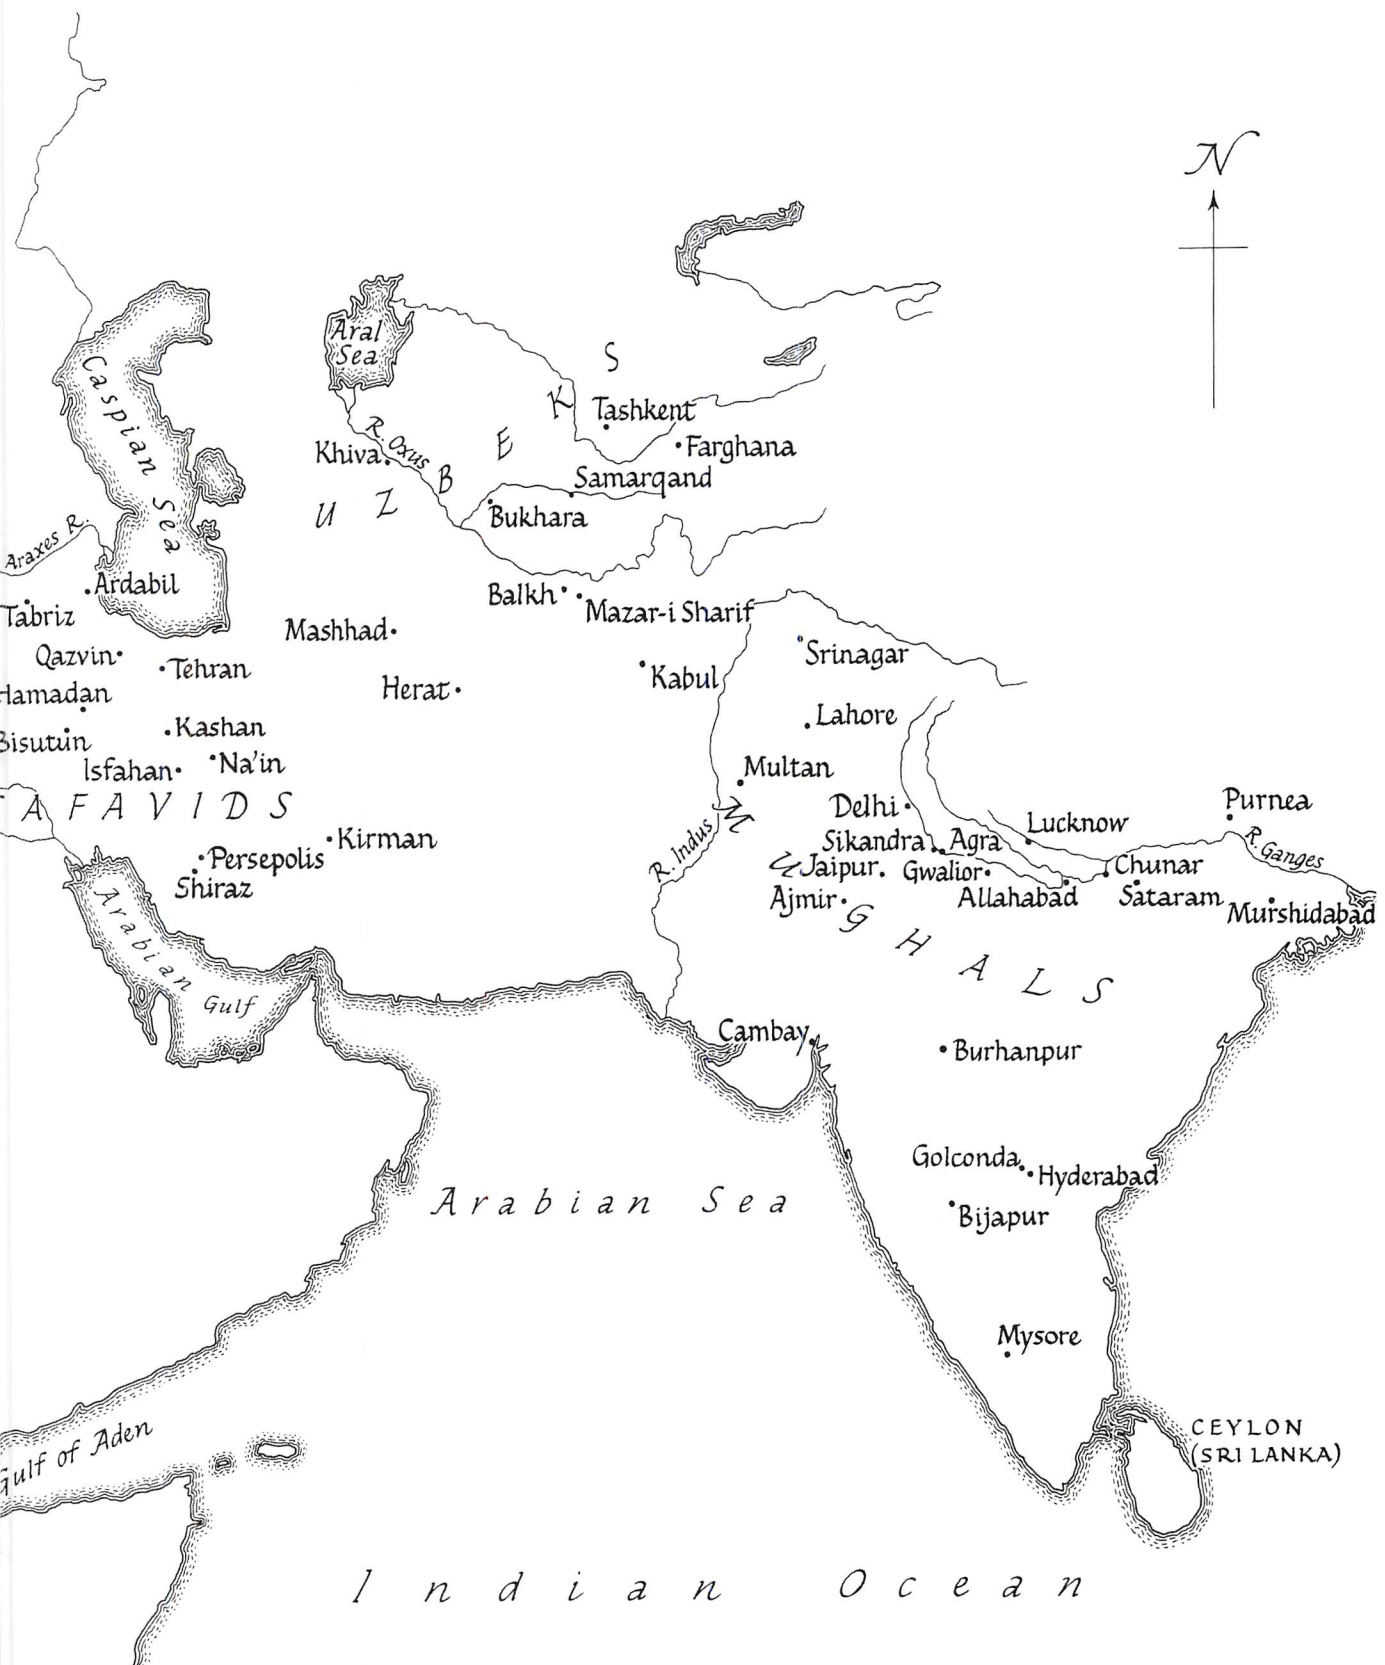 N
Aral
Sea
Caspian Sea
UZBEKS
Tashkent
Farghana
R. Oxus
Khiva
Samarqand
Bukhara
Araxes R.
Ardabil
Tabriz
Balkh
Mazar-i Sharif
Mashhad
Srinagar
Qazvin
Tehran
Kabul
Herat
Hamadan
Lahore
Kashan
Bisutun
Isfahan
Na'in
Multan
AFAVIDS
Delhi
Purnea
Kirman
Lucknow
R. Indus
Sikandra
Agra
R. Ganges
Persepolis
Shiraz
Jaipur
Gwalior
Chunar
Ajmir
Allahabad
Sataram
Murshidabad
MUGHALS
Arabian
Gulf
Cambay
Burhanpur
Golconda
Hyderabad
Arabian Sea
Bijapur
Mysore
Gulf of Aden
CEYLON
(SRI LANKA)
Indian Ocean